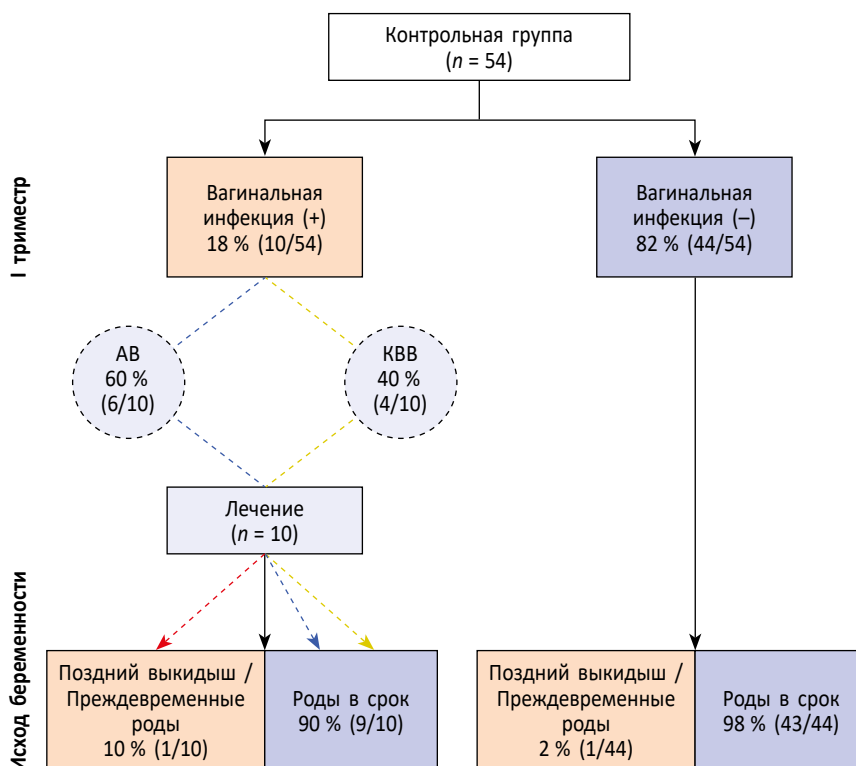 Контрольная группа
(n = 54)
I триместр
Вагинальная
инфекция (+)
18 % (10/54)
Вагинальная
инфекция (–)
82 % (44/54)
АВ
60 %
(6/10)
КВВ
40 %
(4/10)
Лечение
(n = 10)
Исход беременности
Поздний выкидыш /
Преждевременные
роды
10 % (1/10)
Роды в срок
90 % (9/10)
Поздний выкидыш /
Преждевременные
роды
2 % (1/44)
Роды в срок
98 % (43/44)